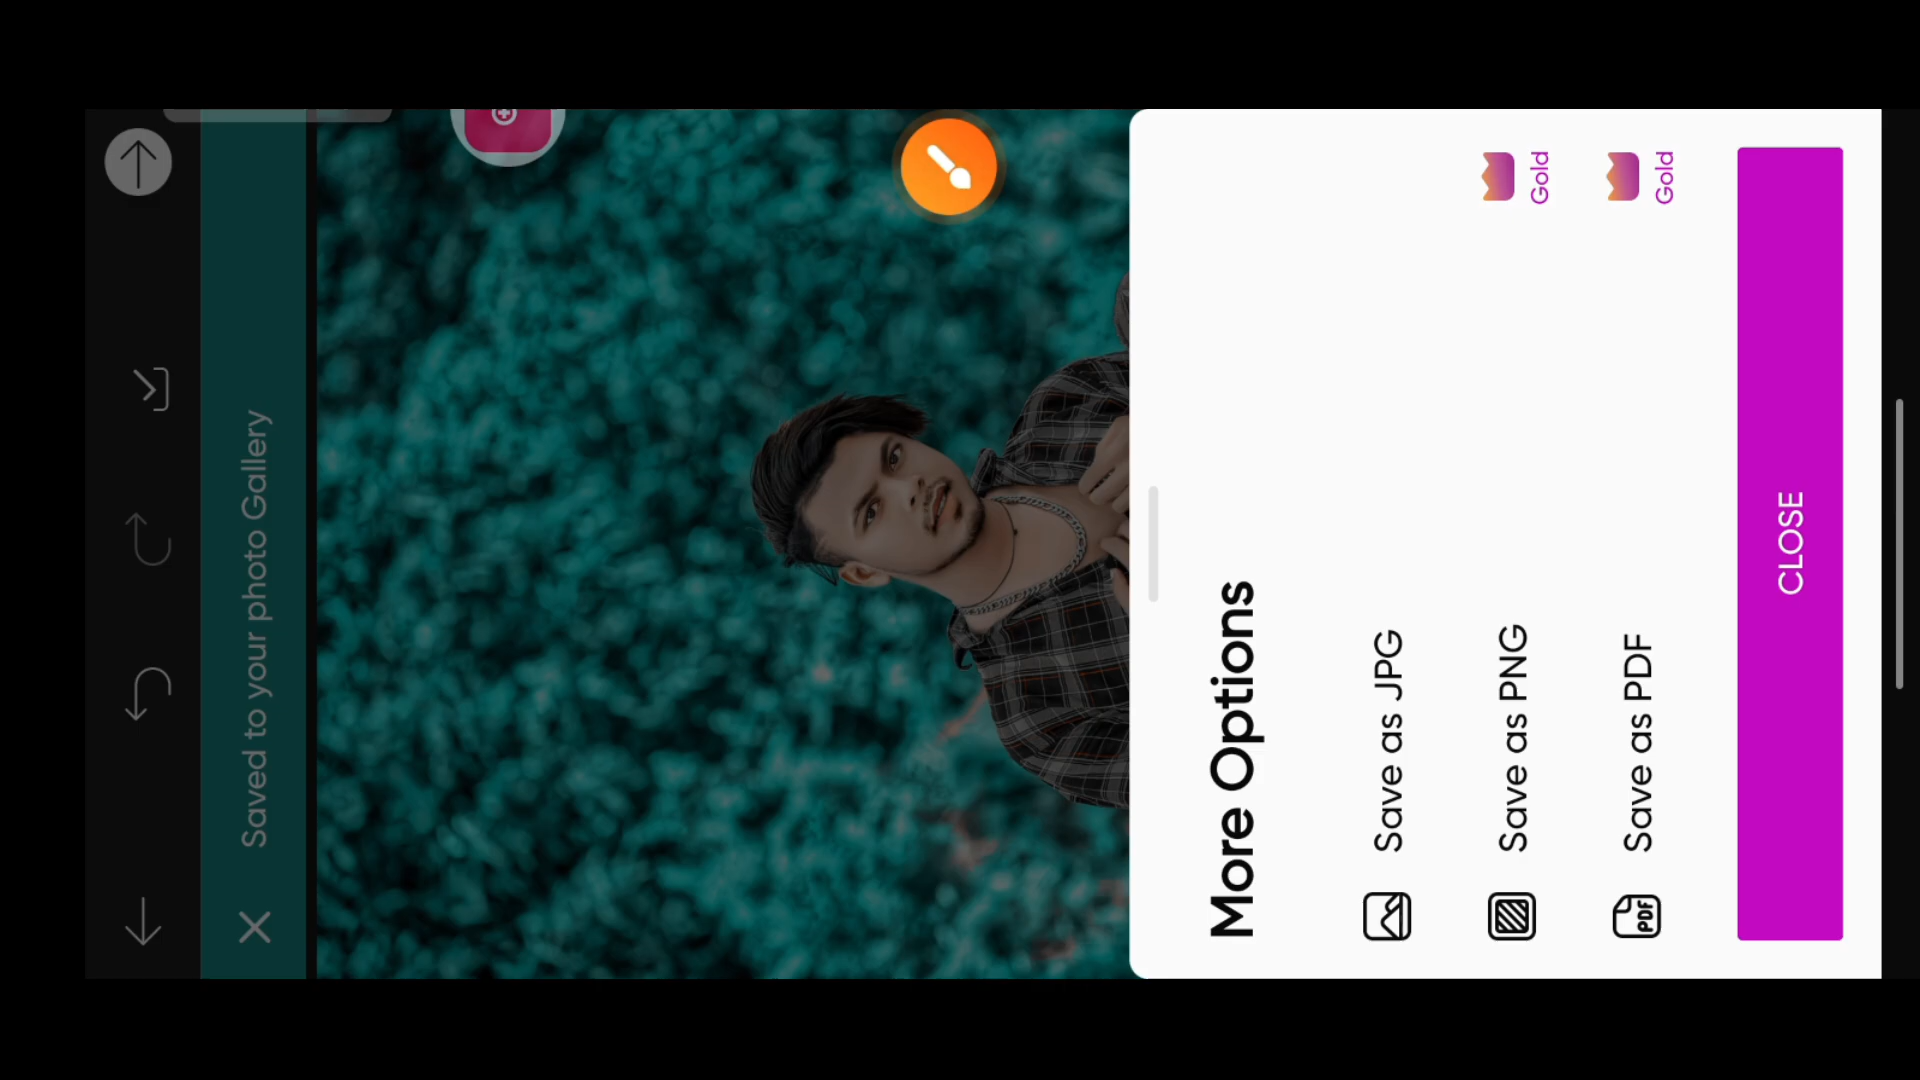 Saved to your photo Gallery
More Options
Save as JPG
Save as PNG
Gold
Save as PDF
PDF
Gold
CLOSE